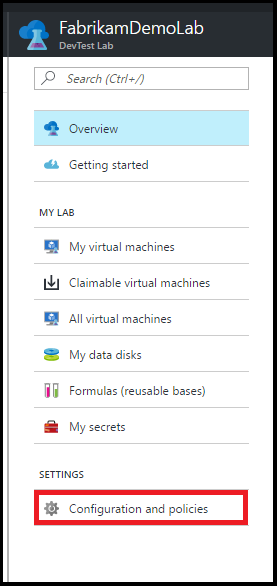 FabrikamDemoLab
DevTest Lab
Search (Ctrl+/)
Overview
Getting started
MY LAB
My virtual machines
Claimable virtual machines
All virtual machines
My data disks
Formulas (reusable bases)
My secrets
SETTINGS
Configuration and policies